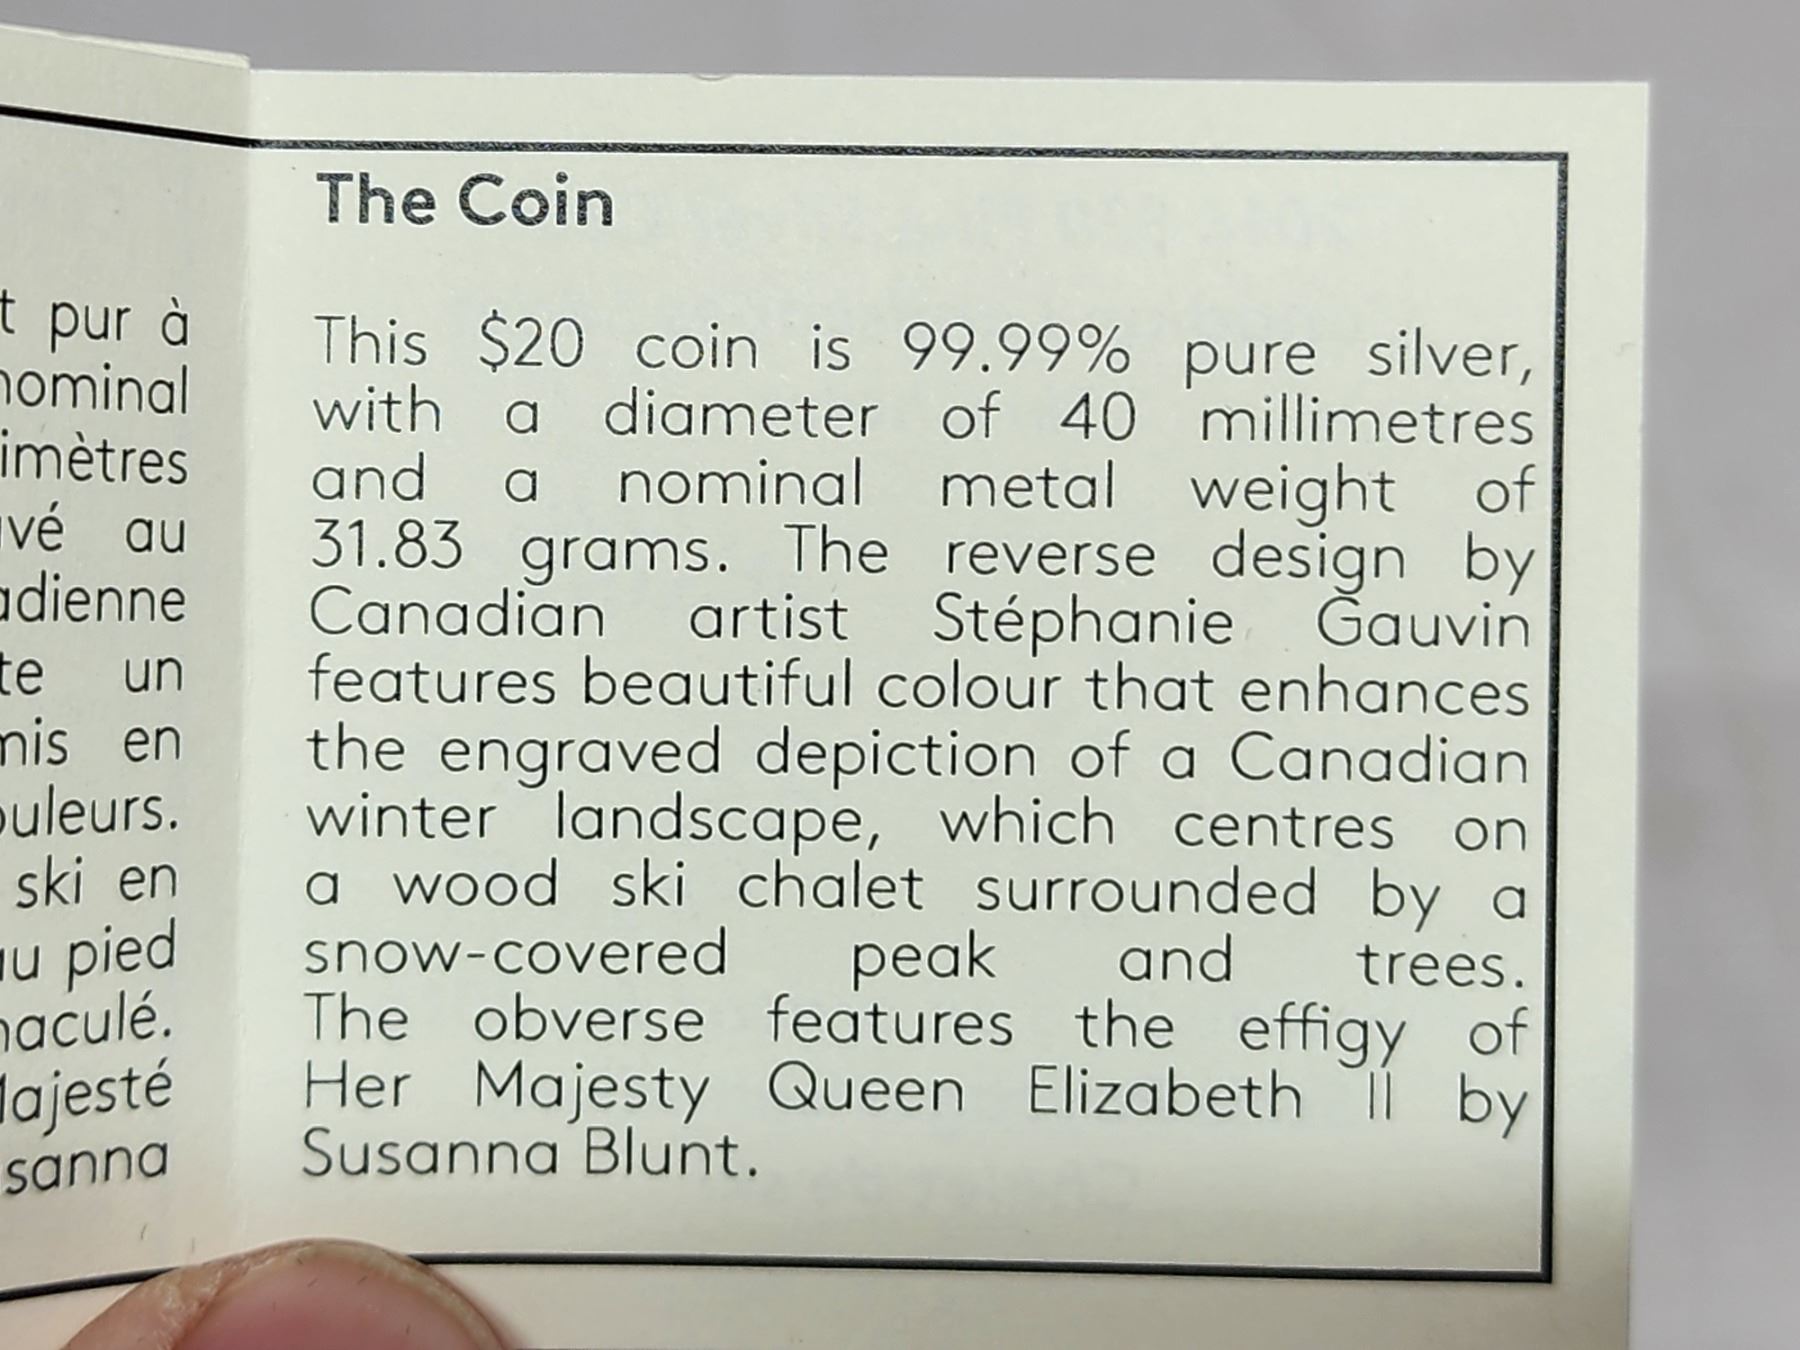 t pur à
nominal
imètres
vé au
adienne
te un
mis en
ouleurs.
ski en
au pied
naculé.
Majesté
sanna
The Coin
This $20 coin is 99.99% pure silver,
with a diameter of 40 millimetres
and a nominal metal weight of
31.83 grams. The reverse design by
Canadian artist Stéphanie Gauvin
features beautiful colour that enhances
the engraved depiction of a Canadian
winter landscape, which centres on
a wood ski chalet surrounded by a
snow-covered peak and trees.
The obverse features the effigy of
Her Majesty Queen Elizabeth II by
Susanna Blunt.